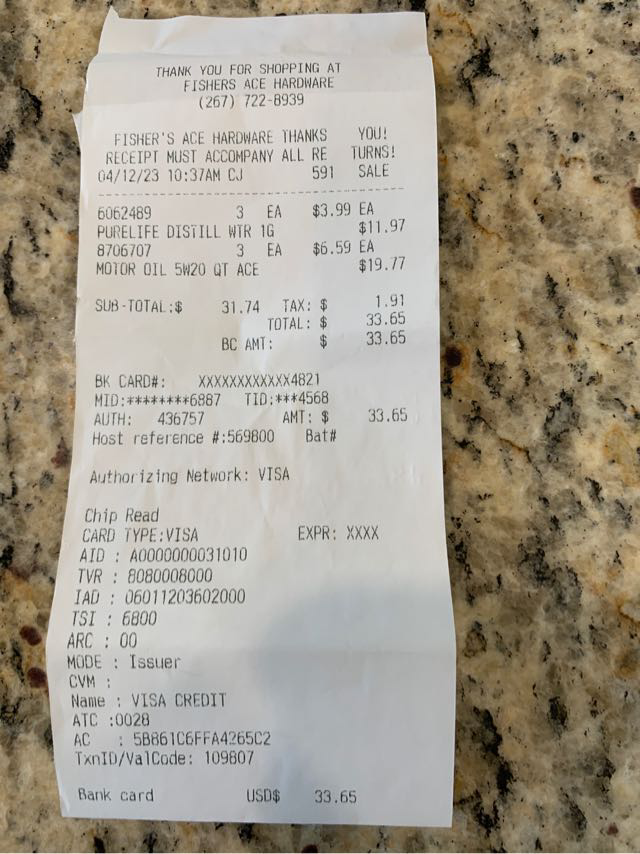 THANK YOU FOR SHOPPING AT
FISHERS ACE HARDWARE
(267) 722-8939
FISHER'S ACE HARDWARE THANKS YOU!
RECEIPT MUST ACCOMPANY ALL RE TURNS!
04/12/23 10:37AM CJ 591 SALE
6062489 3 EA $3.99 EA
PURELIFE DISTILL WTR 1G $11.97
8706707 3 EA $6.59 EA
MOTOR OIL 5W20 QT ACE $19.77
SUB-TOTAL:$ 31.74 TAX: $ 1.91
TOTAL: $ 33.65
BC AMT: $ 33.65
BK CARD#: XXXXXXXXXXXX4821
MID:********6887 TID:***4568
AUTH: 436757 AMT: $ 33.65
Host reference #:569800 Bat#
Authorizing Network: VISA
Chip Read
CARD TYPE:VISA EXPR: XXXX
AID : A0000000031010
TVR : 8080008000
IAD : 06011203602000
TSI : 6800
ARC : 00
MODE : Issuer
CVM :
Name : VISA CREDIT
ATC :0028
AC : 5B861C6FFA4265C2
TxnID/ValCode: 109807
Bank card USD$ 33.65